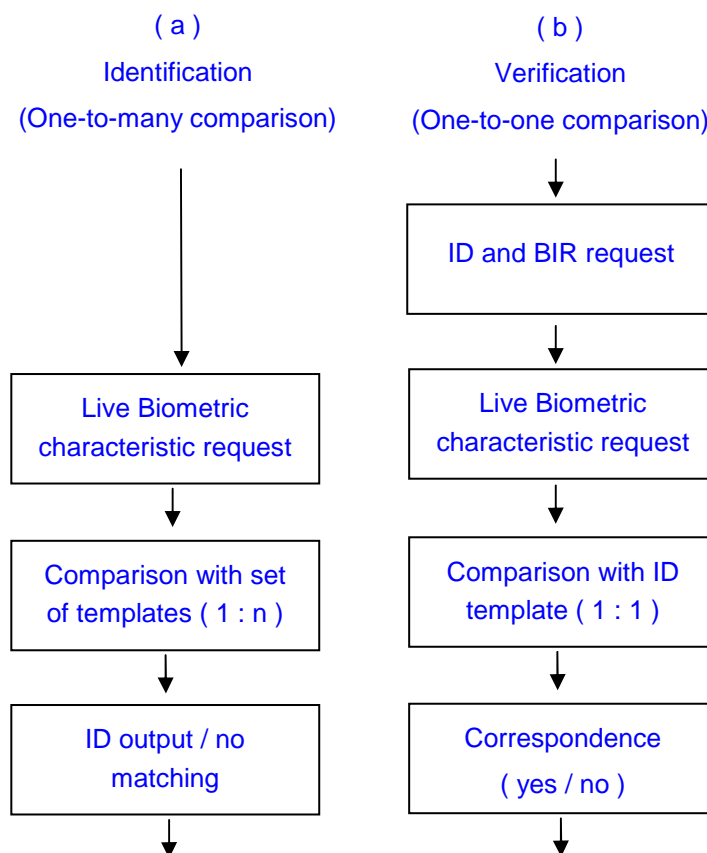 ( a )
Identification
(One-to-many comparison)
Live Biometric
characteristic request
Comparison with set
of templates ( 1 : n )
ID output / no
matching
( b )
Verification
(One-to-one comparison)
ID and BIR request
Live Biometric
characteristic request
Comparison with ID
template ( 1 : 1 )
Correspondence
( yes / no )